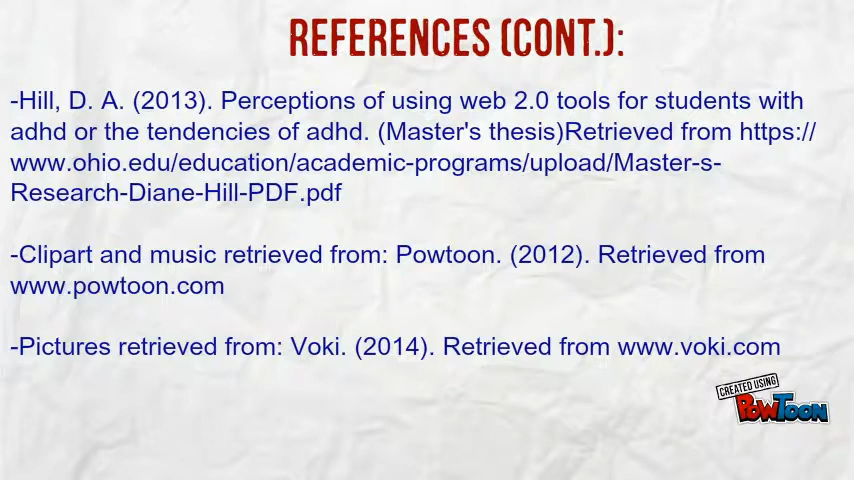 REFERENCES (CONT.):
-Hill, D. A. (2013). Perceptions of using web 2.0 tools for students with
adhd or the tendencies of adhd. (Master's thesis)Retrieved from https://
www.ohio.edu/education/academic-programs/upload/Master-s-
Research-Diane-Hill-PDF.pdf
-Clipart and music retrieved from: Powtoon. (2012). Retrieved from
www.powtoon.com
-Pictures retrieved from: Voki. (2014). Retrieved from www.voki.com
CREATED USING
POWTOON